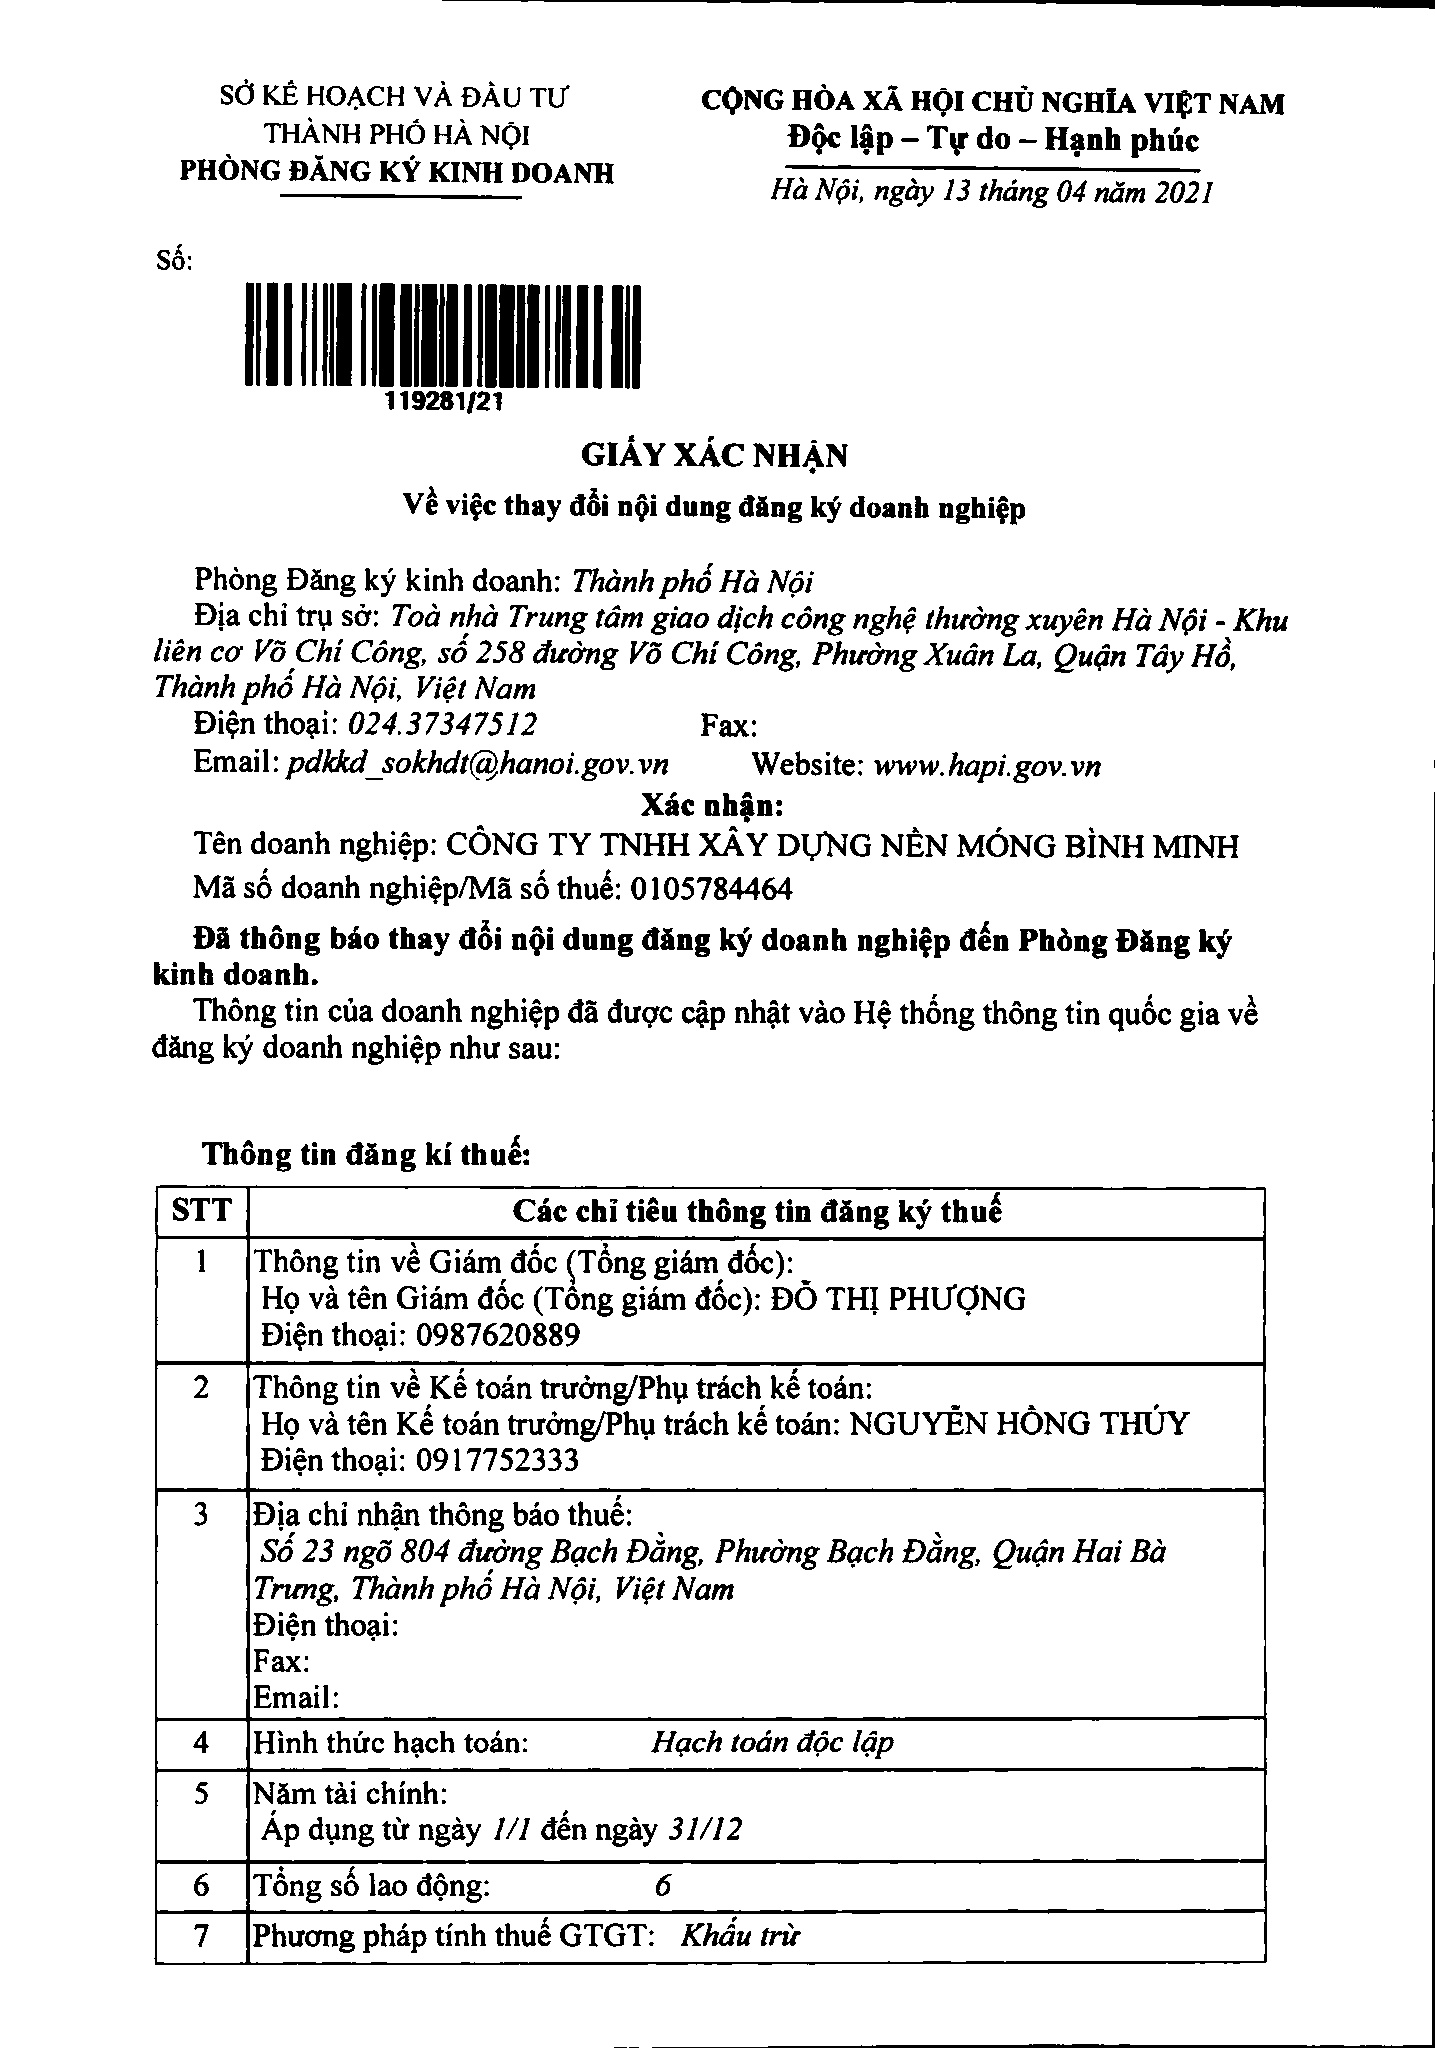 SỞ KẾ HOẠCH VÀ ĐẦU TƯ
THÀNH PHỐ HÀ NỘI
PHÒNG ĐĂNG KÝ KINH DOANH
CỘNG HÒA XÃ HỘI CHỦ NGHĨA VIỆT NAM
Độc lập – Tự do – Hạnh phúc
Hà Nội, ngày 13 tháng 04 năm 2021
Số:
119281/21
GIẤY XÁC NHẬN
Về việc thay đổi nội dung đăng ký doanh nghiệp
Phòng Đăng ký kinh doanh: Thành phố Hà Nội
Địa chỉ trụ sở: Toà nhà Trung tâm giao dịch công nghệ thường xuyên Hà Nội - Khu
liên cơ Võ Chí Công, số 258 đường Võ Chí Công, Phường Xuân La, Quận Tây Hồ,
Thành phố Hà Nội, Việt Nam
Điện thoại: 024.37347512 Fax:
Email: pdkkd_sokhdt@hanoi.gov.vn Website: www.hapi.gov.vn
Xác nhận:
Tên doanh nghiệp: CÔNG TY TNHH XÂY DỰNG NỀN MÓNG BÌNH MINH
Mã số doanh nghiệp/Mã số thuế: 0105784464
Đã thông báo thay đổi nội dung đăng ký doanh nghiệp đến Phòng Đăng ký
kinh doanh.
Thông tin của doanh nghiệp đã được cập nhật vào Hệ thống thông tin quốc gia về
đăng ký doanh nghiệp như sau:
Thông tin đăng kí thuế:
STT Các chỉ tiêu thông tin đăng ký thuế
1 Thông tin về Giám đốc (Tổng giám đốc):
Họ và tên Giám đốc (Tổng giám đốc): ĐỖ THỊ PHƯỢNG
Điện thoại: 0987620889
2 Thông tin về Kế toán trưởng/Phụ trách kế toán:
Họ và tên Kế toán trưởng/Phụ trách kế toán: NGUYỄN HỒNG THÚY
Điện thoại: 0917752333
3 Địa chỉ nhận thông báo thuế:
Số 23 ngõ 804 đường Bạch Đằng, Phường Bạch Đằng, Quận Hai Bà
Trưng, Thành phố Hà Nội, Việt Nam
Điện thoại:
Fax:
Email:
4 Hình thức hạch toán: Hạch toán độc lập
5 Năm tài chính:
Áp dụng từ ngày 1/1 đến ngày 31/12
6 Tổng số lao động: 6
7 Phương pháp tính thuế GTGT: Khấu trừ